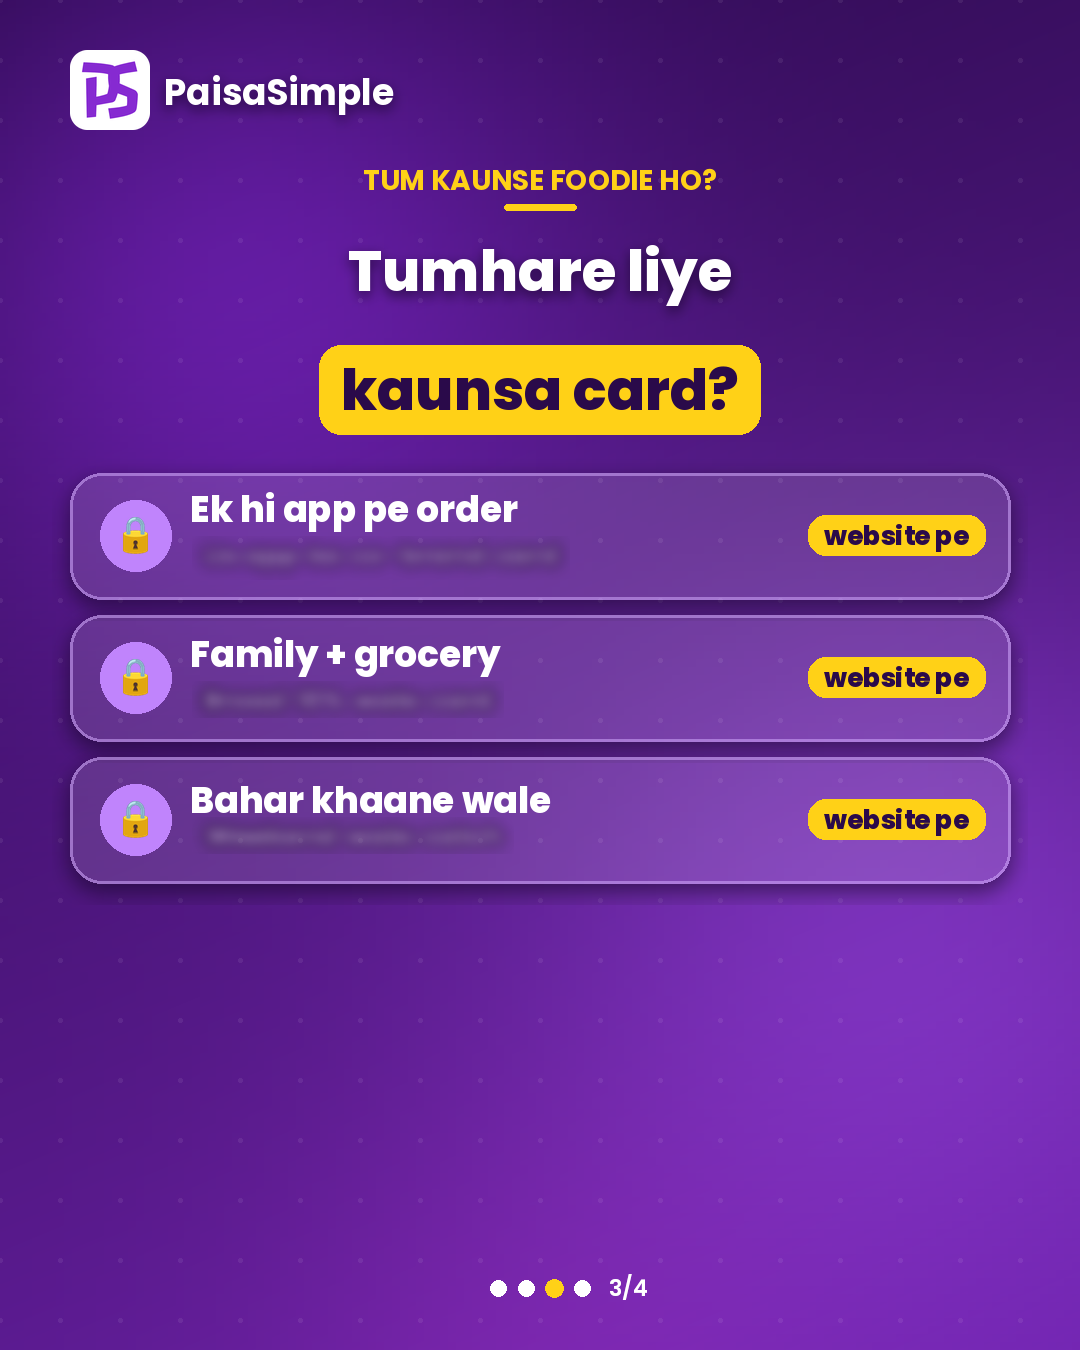 PaisaSimple
TUM KAUNSE FOODIE HO?
Tumhare liye
kaunsa card?
Ek hi app pe order
website pe
Family + grocery
website pe
Bahar khaane wale
website pe
3/4